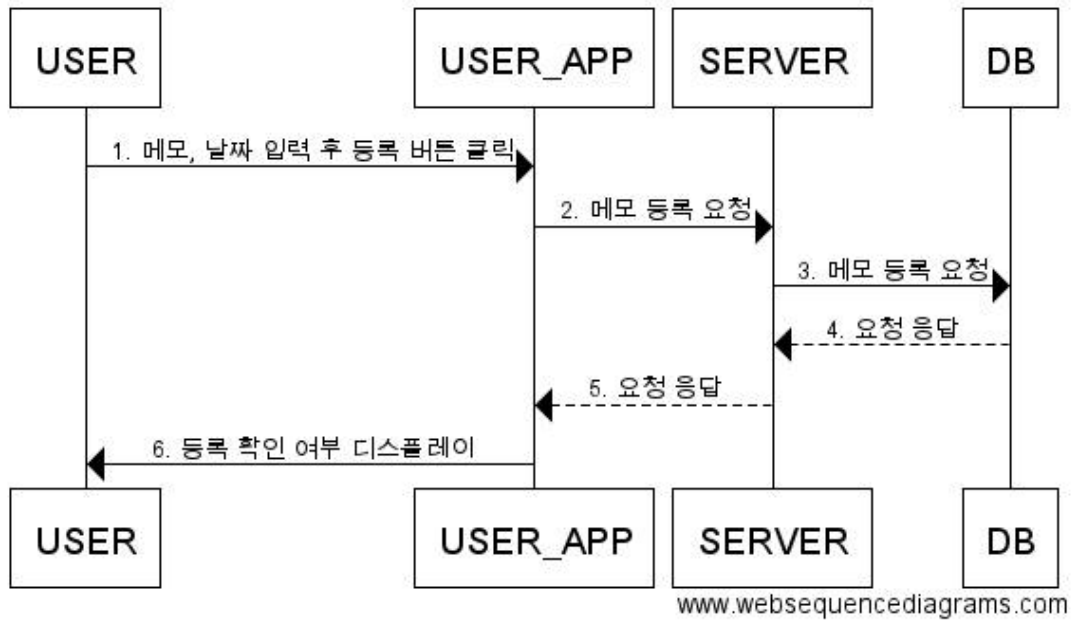 USER USER_APP SERVER DB
1. 메모, 날짜 입력 후 등록 버튼 클릭
2. 메모 등록 요청
3. 메모 등록 요청
4. 요청 응답
5. 요청 응답
6. 등록 확인 여부 디스플레이
USER USER_APP SERVER DB
www.websequencediagrams.com